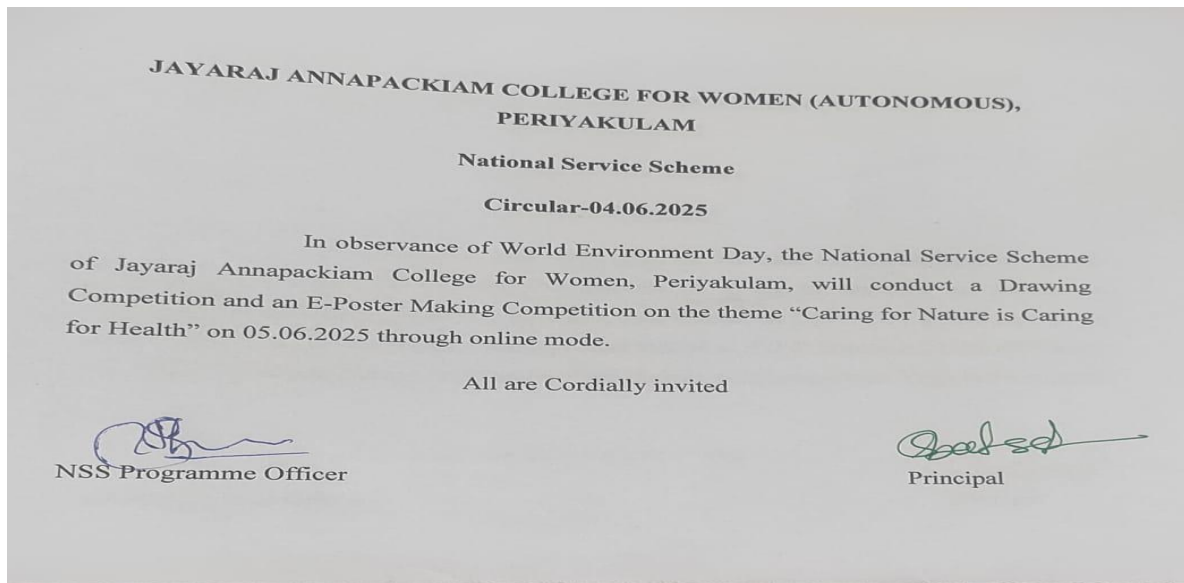 JAYARAJ ANNAPACKIAM COLLEGE FOR WOMEN (AUTONOMOUS),
PERIYAKULAM
National Service Scheme
Circular-04.06.2025
In observance of World Environment Day, the National Service Scheme
of Jayaraj Annapackiam College for Women, Periyakulam, will conduct a Drawing
Competition and an E-Poster Making Competition on the theme “Caring for Nature is Caring
for Health” on 05.06.2025 through online mode.
All are Cordially invited
NSS Programme Officer
Principal